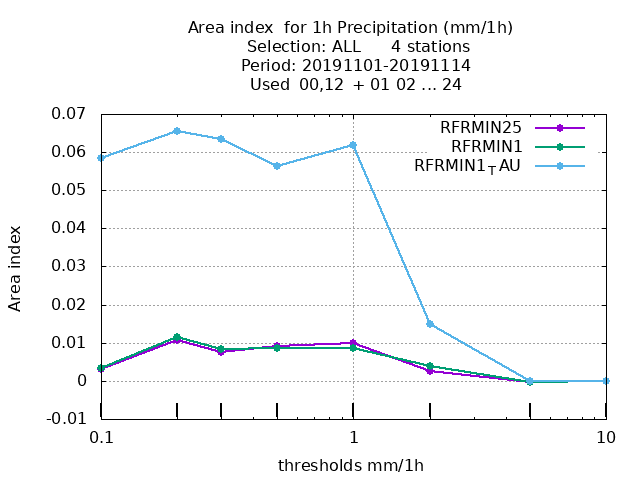 Area index  for 1h Precipitation (mm/1h)
Selection: ALL      4 stations
Period: 20191101-20191114
Used  00,12  + 01 02 ... 24
RFRMIN25
RFRMIN1
RFRMIN1TAU
0.07
0.06
0.05
0.04
0.03
0.02
0.01
0
-0.01
Area index
0.1
1
10
thresholds mm/1h